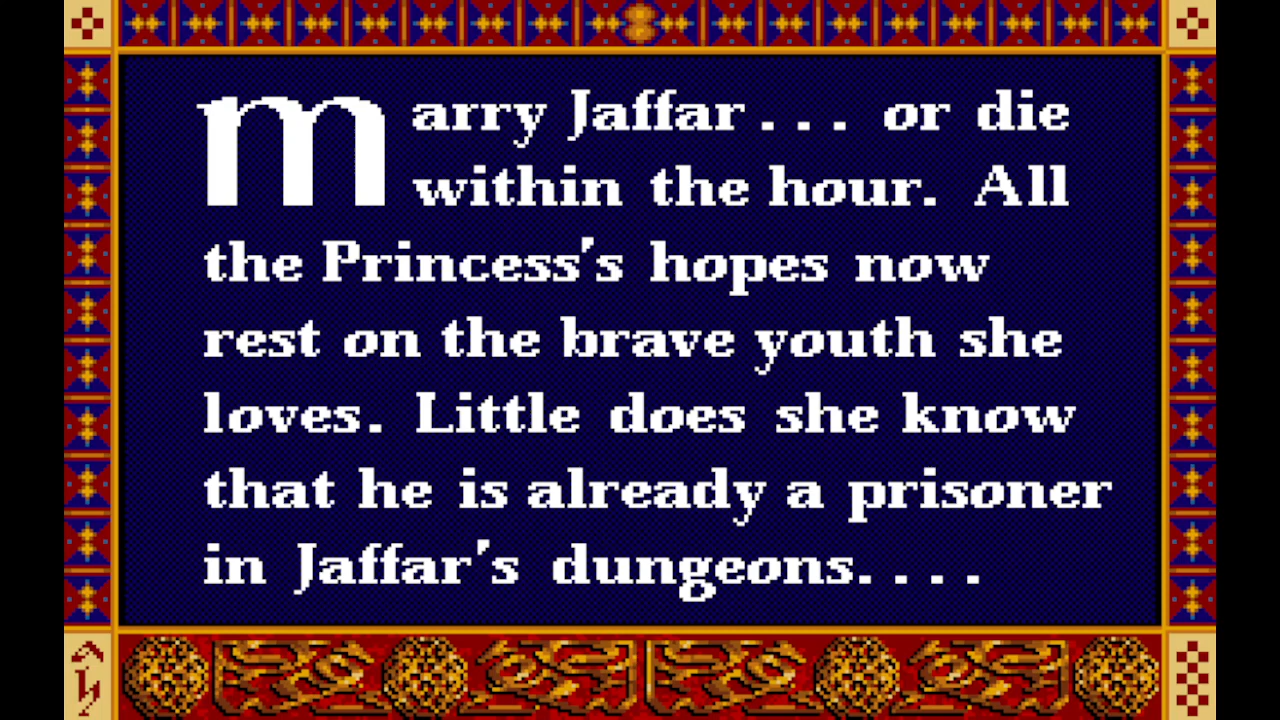 Marry Jaffar... or die
within the hour. All
the Princess's hopes now
rest on the brave youth she
loves. Little does she know
that he is already a prisoner
in Jaffar's dungeons....